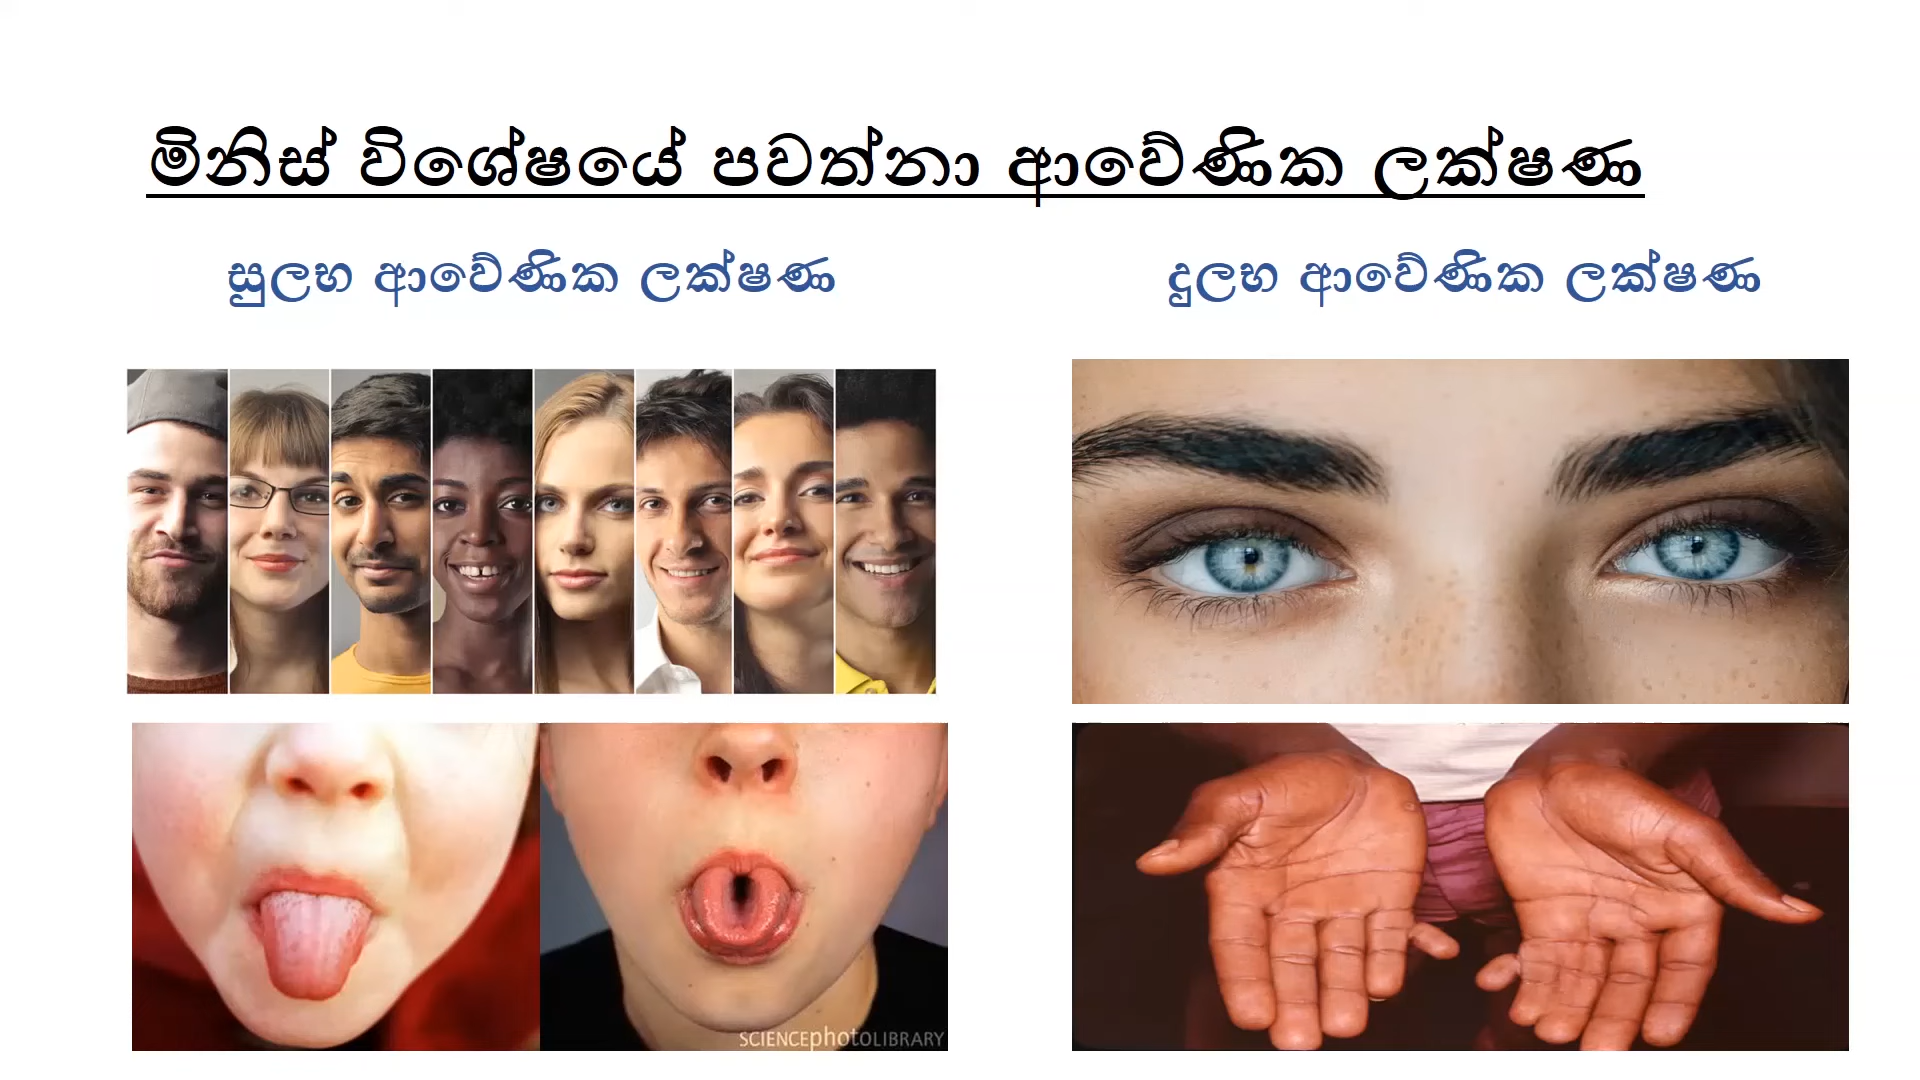 මිනිස් විශේෂයේ පවත්නා ආවේණික ලක්ෂණ
සුලභ ආවේණික ලක්ෂණ
දුලභ ආවේණික ලක්ෂණ
SCIENCEphotoLIBRARY